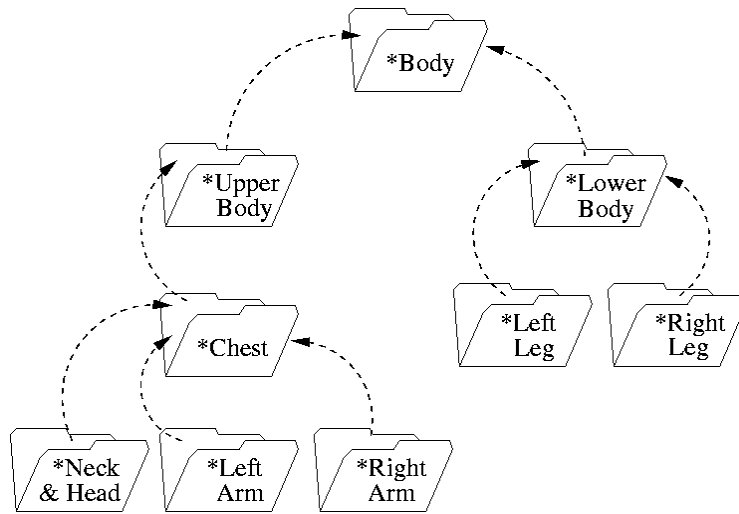 *Body
*Upper
Body
*Lower
Body
*Chest
*Left
Leg
*Right
Leg
*Neck
& Head
*Left
Arm
*Right
Arm